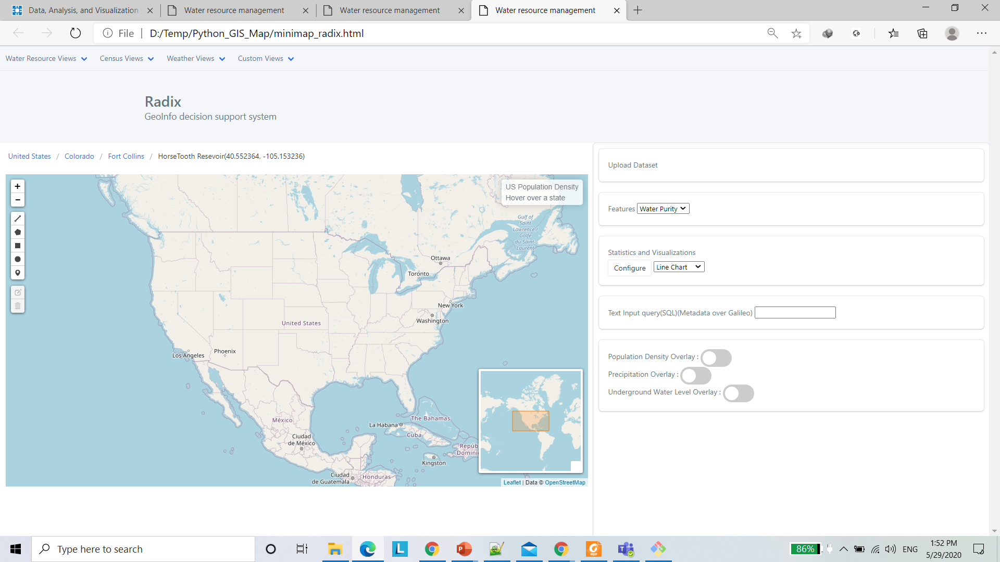 Data, Analysis, and Visualization
Water resource management
Water resource management
Water resource management
File
D:/Temp/Python_GIS_Map/minimap_radix.html
Water Resource Views
Census Views
Weather Views
Custom Views
Radix
GeoInfo decision support system
United States / Colorado / Fort Collins / HorseTooth Resevoir(40.552364, -105.153236)
+
−
US Population Density
Hover over a state
Gulf of
Saint
Lawrence /
Golfe
du Saint-
Laurent
Ottawa
Toronto
New York
Washington
United States
Phoenix
Los Angeles
México
Ciudad
de México
La Habana
The Bahamas
Cuba
Repúb
Domini
Kingston
Ciudad
de Guatemala
Honduras
Leaflet | Data © OpenStreetMap
Upload Dataset
Features Water Purity
Statistics and Visualizations
Configure
Line Chart
Text Input query(SQL)(Metadata over Galileo)
Population Density Overlay :
Precipitation Overlay :
Underground Water Level Overlay :
Type here to search
L
P
PDF
86%
ENG
1:52 PM
5/29/2020